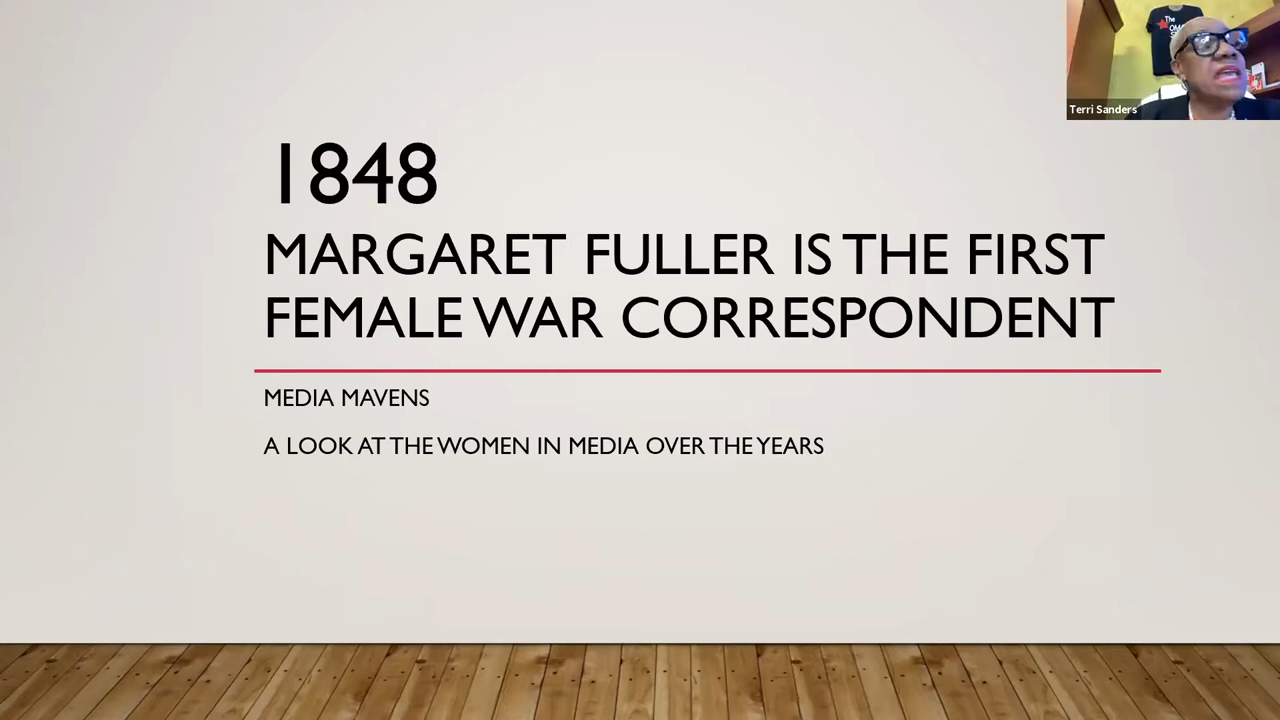 1848
MARGARET FULLER IS THE FIRST
FEMALE WAR CORRESPONDENT
MEDIA MAVENS
A LOOK AT THE WOMEN IN MEDIA OVER THE YEARS
The
Terri Sanders